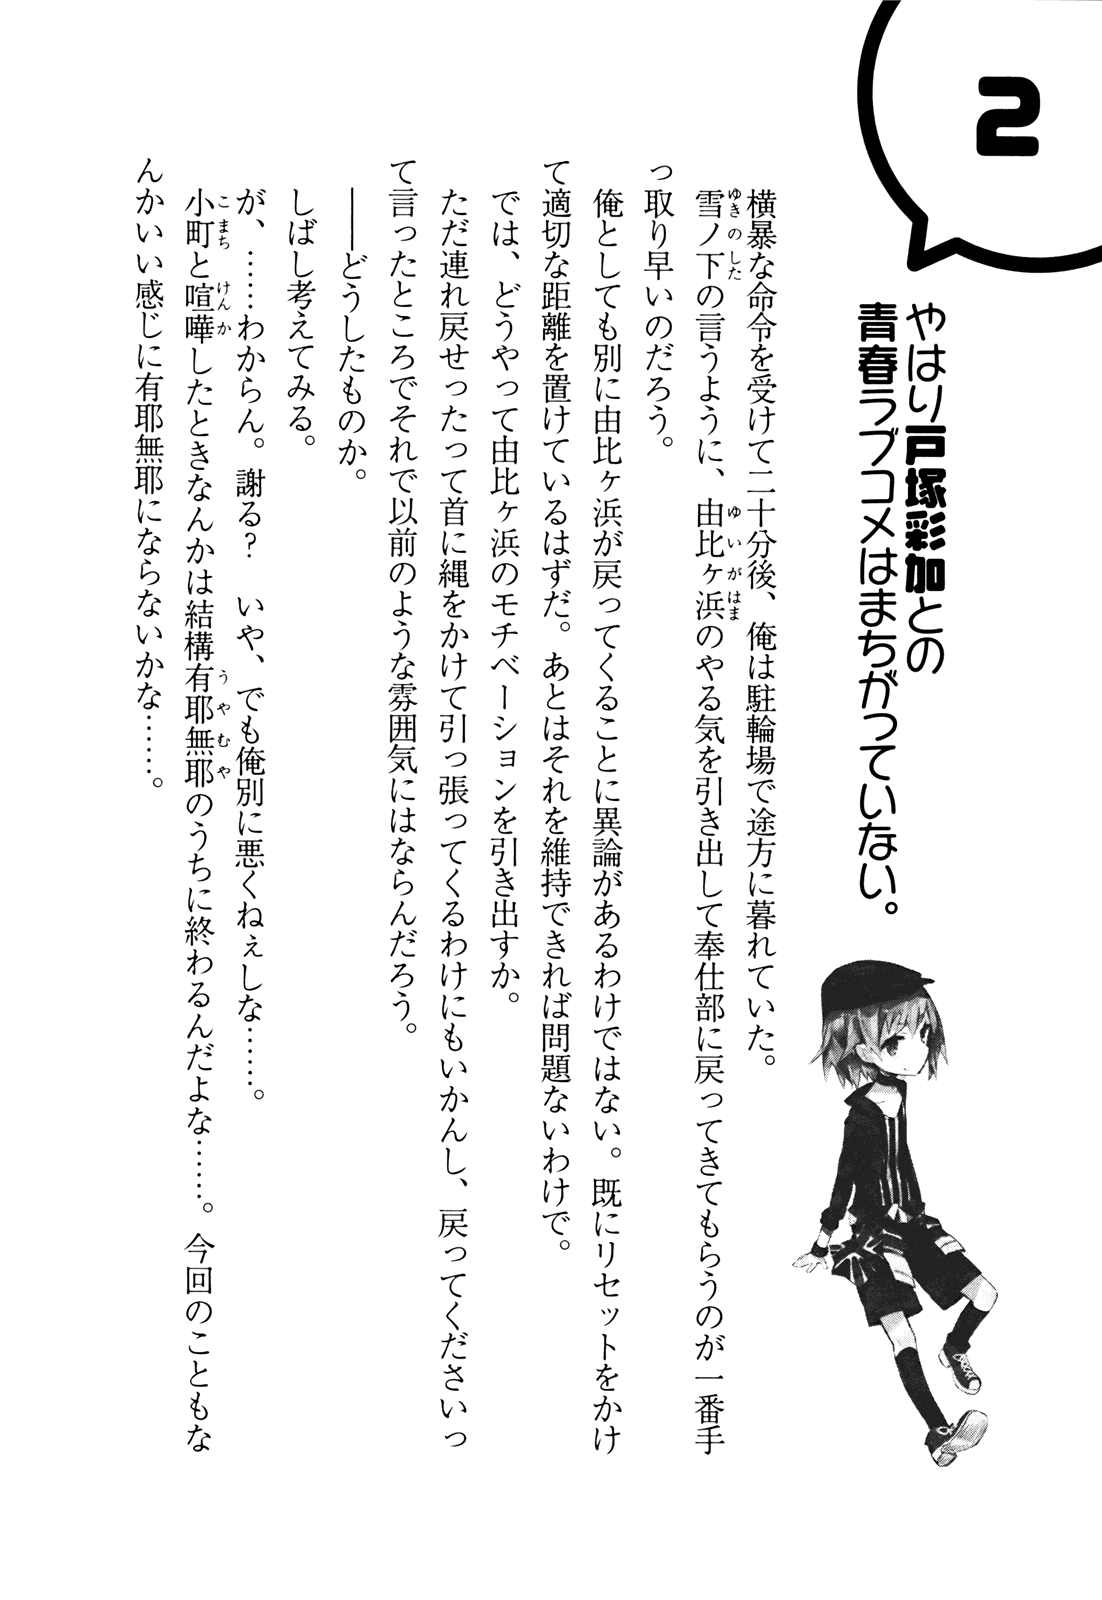 2
やはり戸塚彩加との
青春ラブコメはまちがっていない。
横暴な命令を受けて二十分後、俺は駐輪場で途方に暮れていた。
雪ノ下の言うように、由比ヶ浜のやる気を引き出して奉仕部に戻ってきてもらうのが一番手
っ取り早いのだろう。
俺としても別に由比ヶ浜が戻ってくることに異論があるわけではない。既にリセットをかけ
て適切な距離を置けているはずだ。あとはそれを維持できれば問題ないわけで。
では、どうやって由比ヶ浜のモチベーションを引き出すか。
ただ連れ戻せったって首に縄をかけて引っ張ってくるわけにもいかんし、戻ってくださいっ
て言ったところでそれで以前のような雰囲気にはならんだろう。
――どうしたものか。
しばし考えてみる。
が、……わからん。謝る？　いや、でも俺別に悪くねぇしな……。
小町と喧嘩したときなんかは結構有耶無耶のうちに終わるんだよな……。今回のこともな
んかいい感じに有耶無耶にならないかな……。